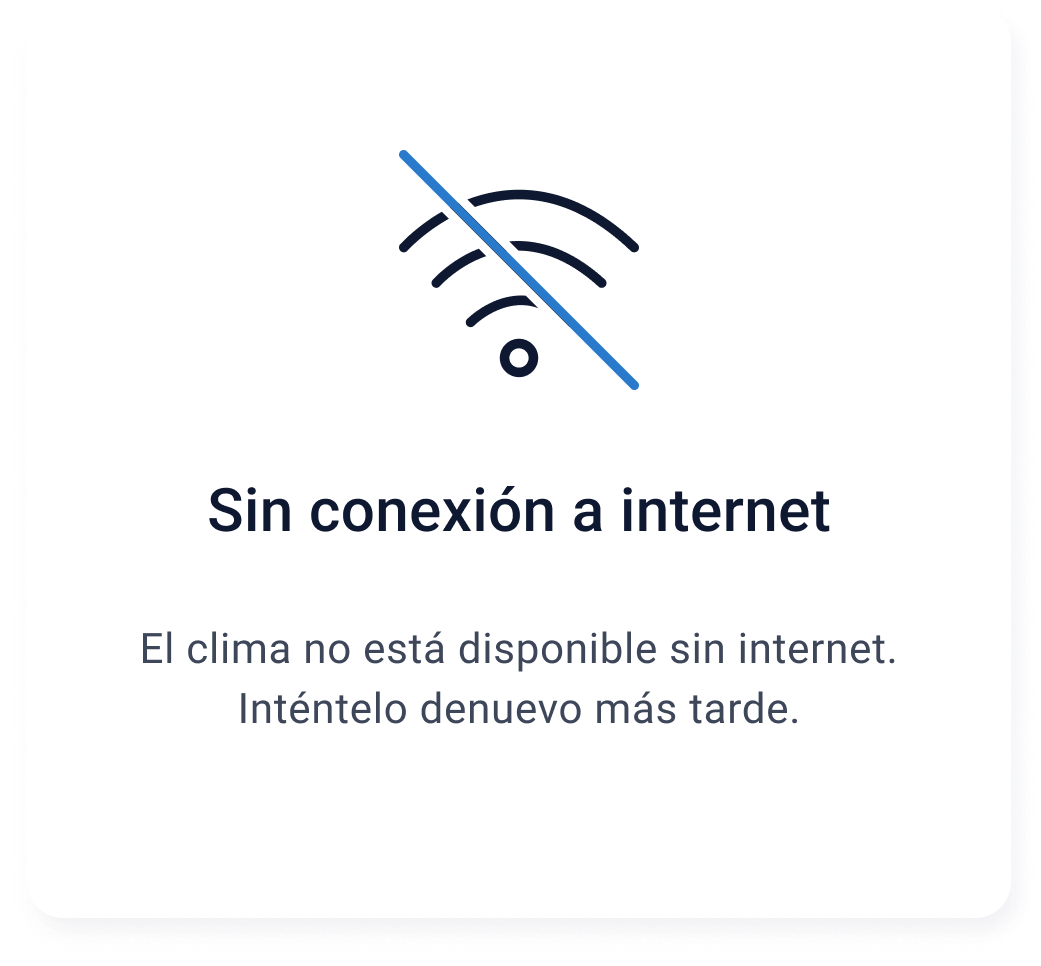 Sin conexión a internet
El clima no está disponible sin internet.
Inténtelo denuevo más tarde.